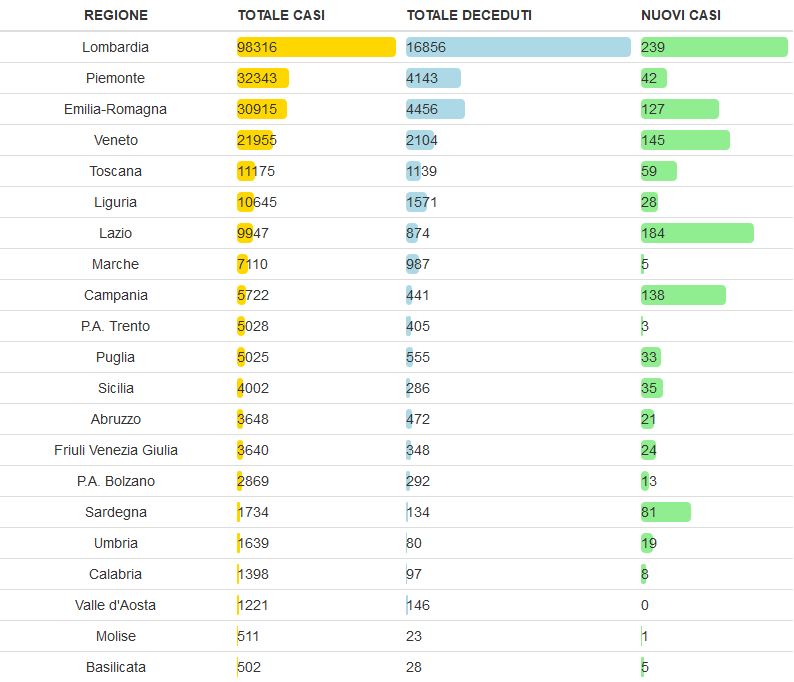 REGIONE TOTALE CASI TOTALE DECEDUTI NUOVI CASI
Lombardia 98316 16856 239
Piemonte 32343 4143 42
Emilia-Romagna 30915 4456 127
Veneto 21955 2104 145
Toscana 11175 1139 59
Liguria 10645 1571 28
Lazio 9947 874 184
Marche 7110 987 5
Campania 5722 441 138
P.A. Trento 5028 405 3
Puglia 5025 555 33
Sicilia 4002 286 35
Abruzzo 3648 472 21
Friuli Venezia Giulia 3640 348 24
P.A. Bolzano 2869 292 13
Sardegna 1734 134 81
Umbria 1639 80 19
Calabria 1398 97 8
Valle d'Aosta 1221 146 0
Molise 511 23 1
Basilicata 502 28 5